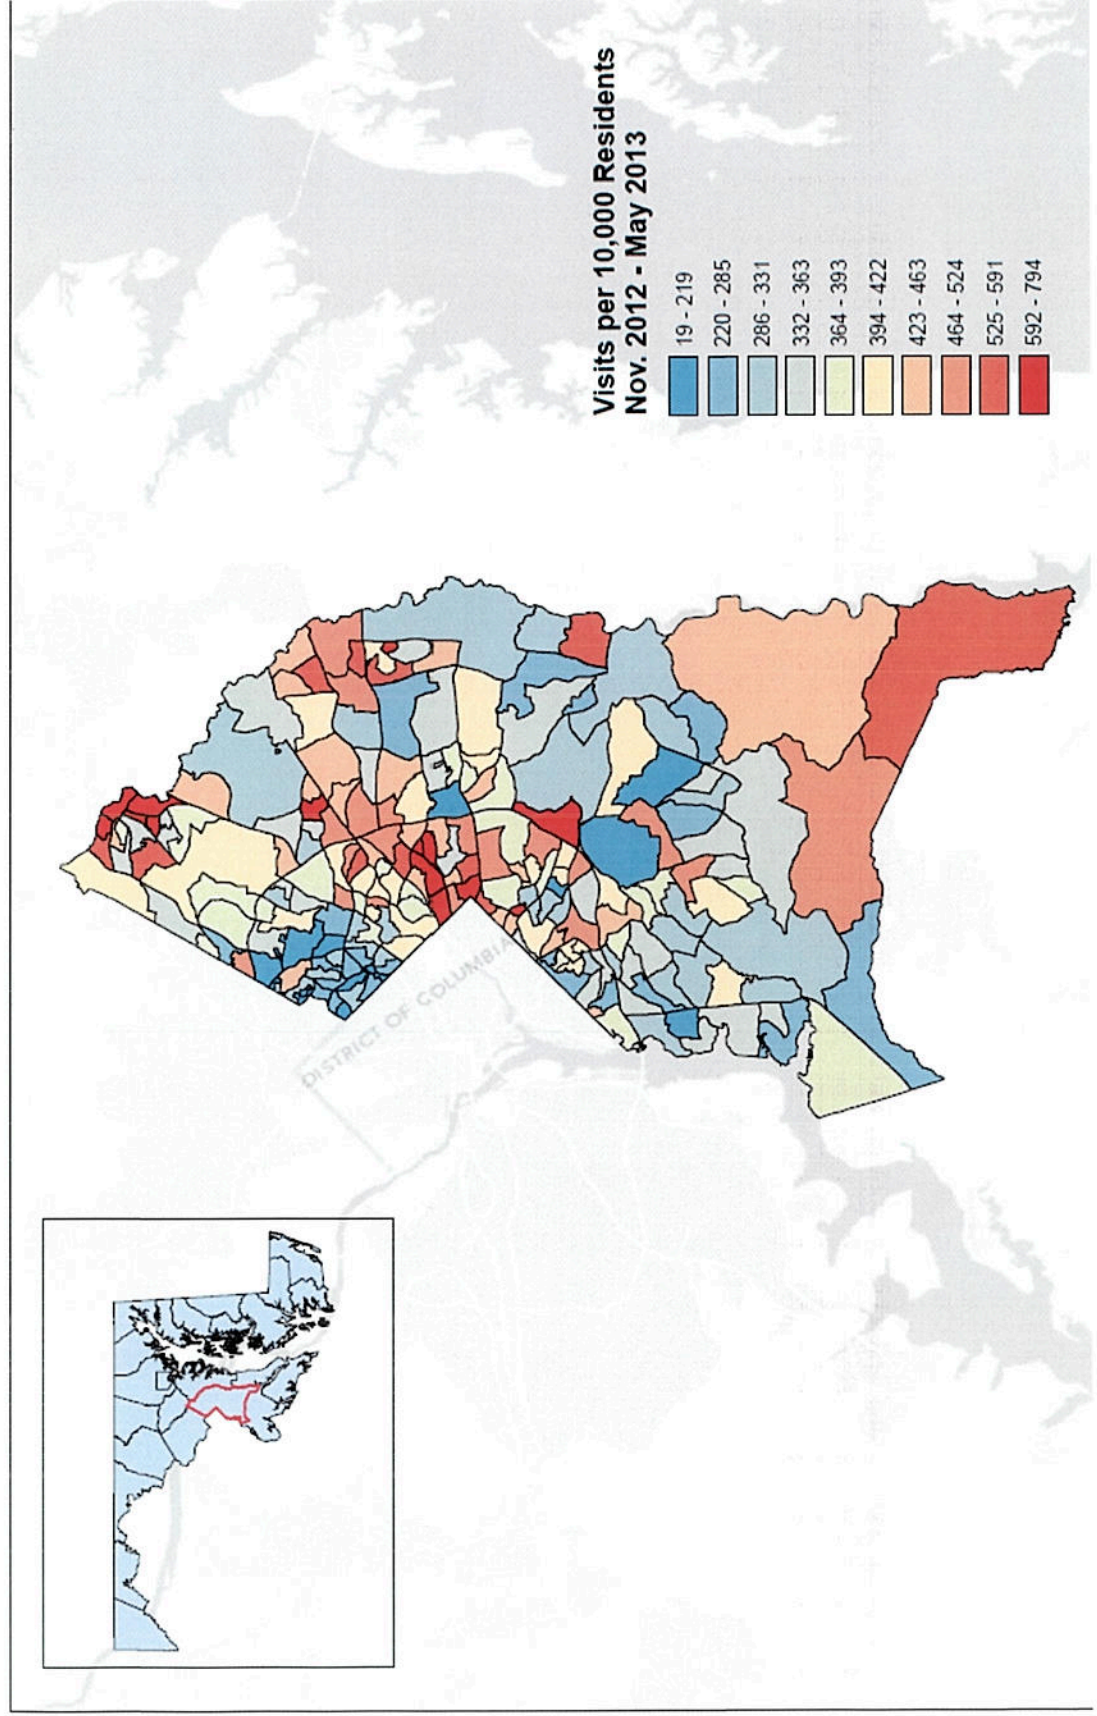 Visits per 10,000 Residents
Nov. 2012 - May 2013
19 - 219
220 - 285
286 - 331
332 - 363
364 - 393
394 - 422
423 - 463
464 - 524
525 - 591
592 - 794
DISTRICT OF COLUMBIA